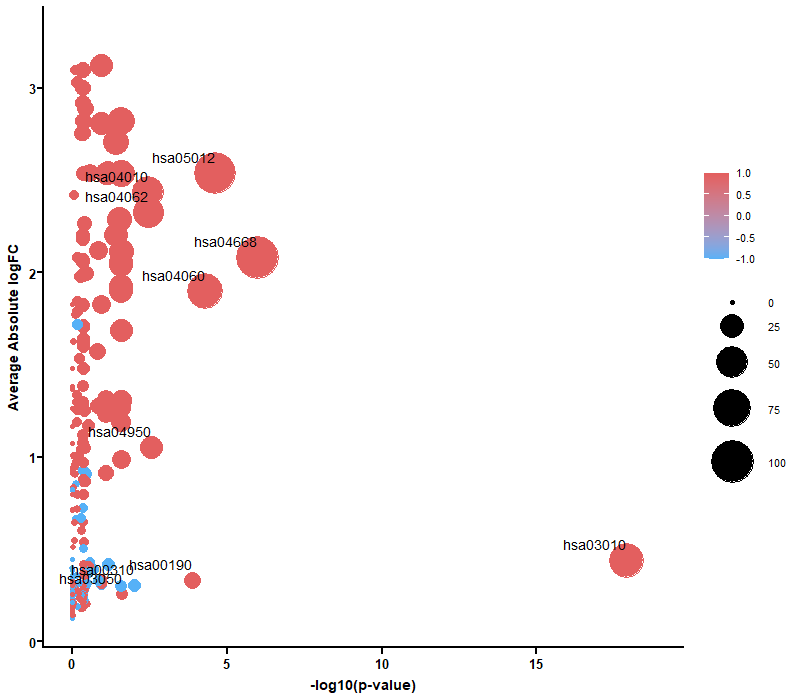 3
2
1
0
Average Absolute logFC
hsa05012
hsa04010
hsa04062
hsa04668
hsa04060
hsa04950
hsa03010
hsa00190
hsa00310
hsa03050
0
5
10
15
-log10(p-value)
1.0
0.5
0.0
-0.5
-1.0
0
25
50
75
100